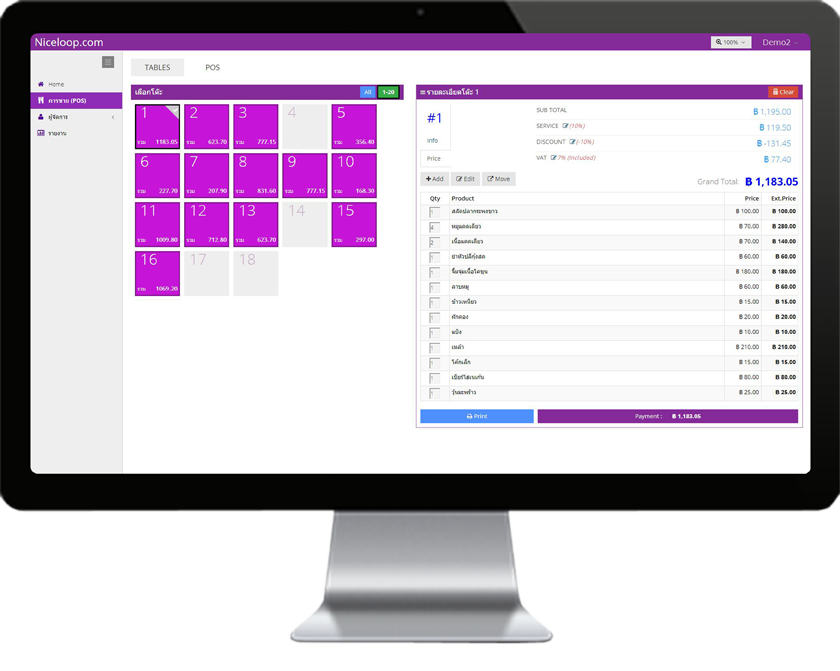 Niceloop.com
100%
Demo2
Home
การขาย (POS)
ผู้จัดการ
รายงาน
TABLES
POS
เลือกโต๊ะ
All
1-20
1
รวม 1183.05
2
รวม 623.70
3
รวม 777.15
4
5
รวม 356.40
6
รวม 227.70
7
รวม 207.90
8
รวม 831.60
9
รวม 777.15
10
รวม 168.30
11
รวม 1009.80
12
รวม 712.80
13
รวม 623.70
14
15
รวม 297.00
16
รวม 1069.20
17
18
รายละเอียดโต๊ะ 1
Clear
#1
Info
Price
SUB TOTAL ฿ 1,195.00
SERVICE (10%) ฿ 119.50
DISCOUNT (-10%) ฿ -131.45
VAT 7% (Included) ฿ 77.40
Add
Edit
Move
Grand Total: ฿ 1,183.05
Qty Product Price Ext.Price
1 สลัดปลากระพงขาว ฿ 100.00 ฿ 100.00
4 หมูแดดเดียว ฿ 70.00 ฿ 280.00
2 เนื้อแดดเดียว ฿ 70.00 ฿ 140.00
1 ยำหัวปลีกุ้งสด ฿ 60.00 ฿ 60.00
1 จิ้มจุ่มเนื้อโคขุน ฿ 180.00 ฿ 180.00
1 ลาบหมู ฿ 60.00 ฿ 60.00
1 ข้าวเหนียว ฿ 15.00 ฿ 15.00
1 ผักดอง ฿ 20.00 ฿ 20.00
1 แป้ง ฿ 10.00 ฿ 10.00
1 เหล้า ฿ 210.00 ฿ 210.00
1 โค้กเล็ก ฿ 15.00 ฿ 15.00
1 เบียร์ไฮเนเก้น ฿ 80.00 ฿ 80.00
1 วุ้นมะพร้าว ฿ 25.00 ฿ 25.00
Print
Payment : ฿ 1,183.05